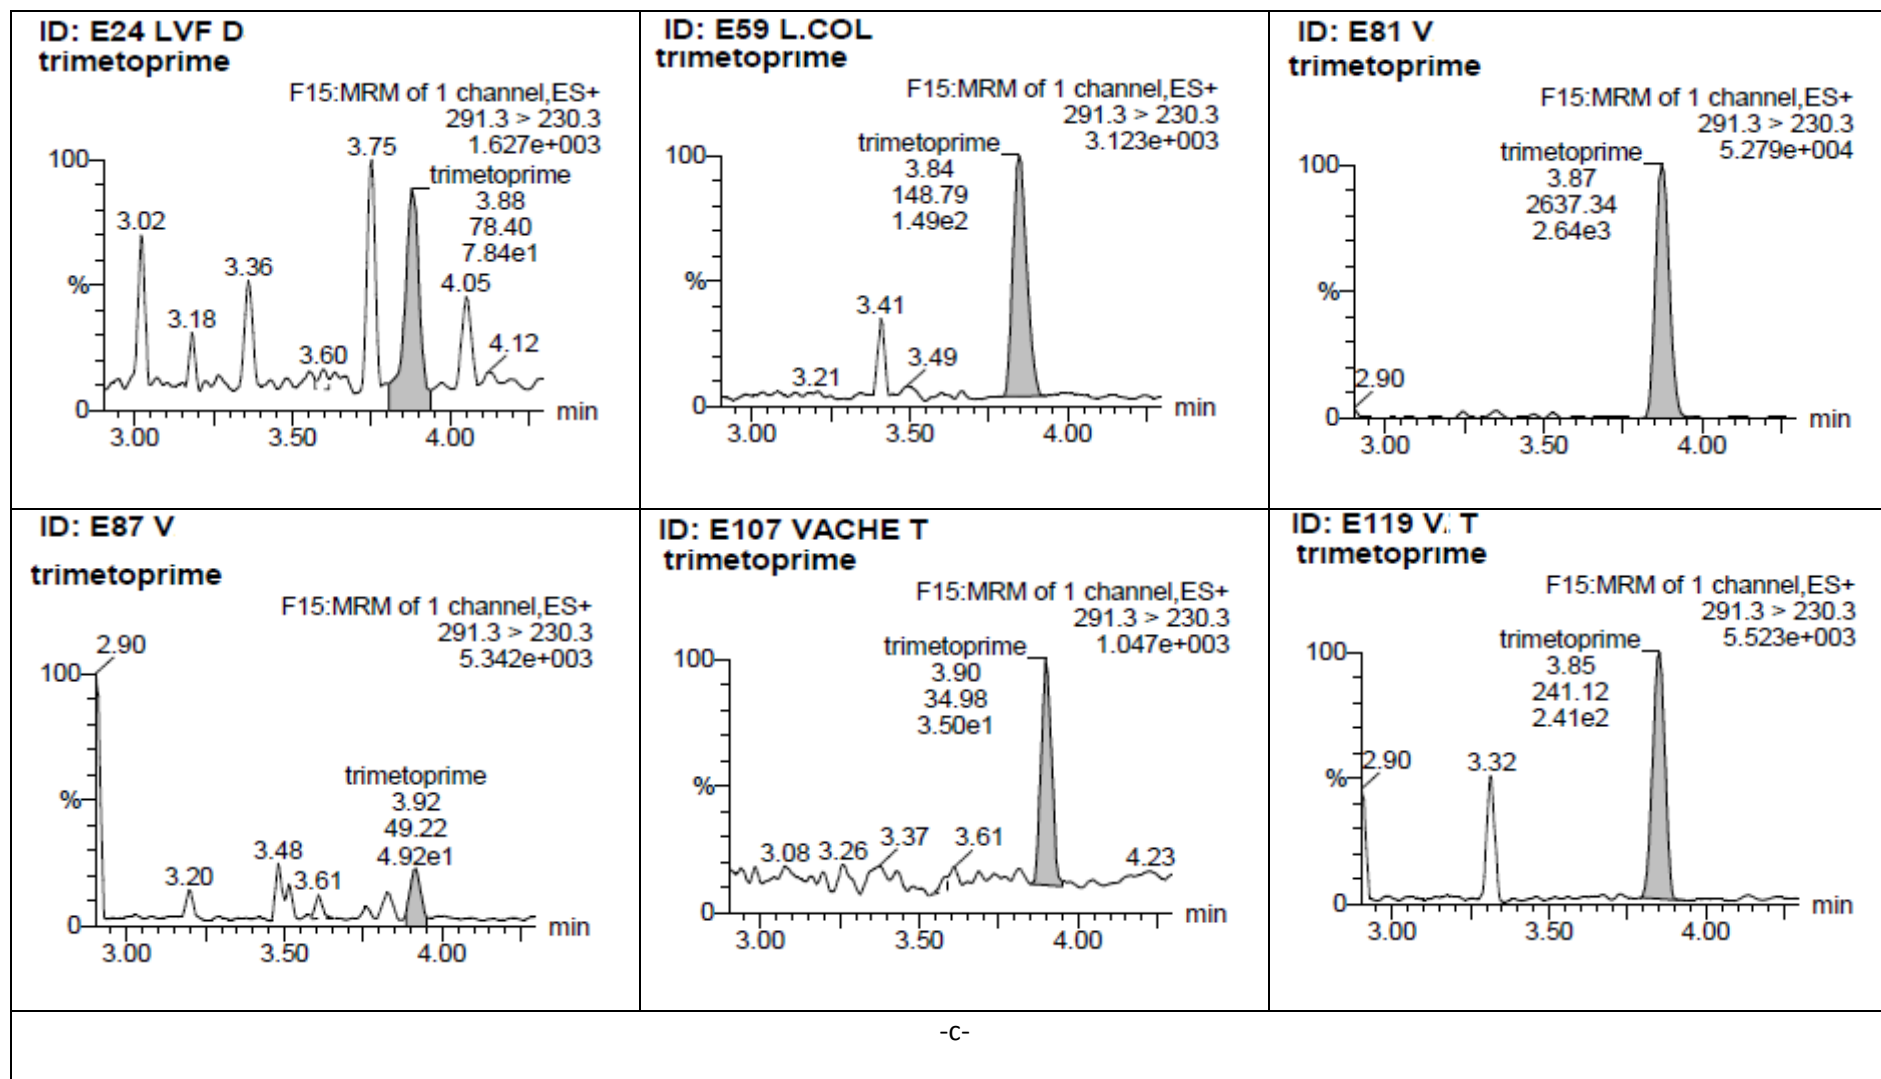 ID: E24 LVF D
trimetoprime
F15:MRM of 1 channel,ES+
291.3 > 230.3
1.627e+003
100
3.75
trimetoprime
3.88
78.40
7.84e1
3.02
3.36
4.05
%
3.18
3.60
4.12
0
min
3.00
3.50
4.00
ID: E59 L.COL
trimetoprime
F15:MRM of 1 channel,ES+
291.3 > 230.3
3.123e+003
trimetoprime
100
3.84
148.79
1.49e2
%
3.41
3.49
3.21
0
min
3.00
3.50
4.00
ID: E81 V
trimetoprime
F15:MRM of 1 channel,ES+
291.3 > 230.3
5.279e+004
trimetoprime
100
3.87
2637.34
2.64e3
%
2.90
0
min
3.00
3.50
4.00
ID: E87 V
trimetoprime
F15:MRM of 1 channel,ES+
291.3 > 230.3
5.342e+003
2.90
100
trimetoprime
%
3.92
49.22
4.92e1
3.48
3.20
3.61
0
min
3.00
3.50
4.00
ID: E107 VACHE T
trimetoprime
F15:MRM of 1 channel,ES+
291.3 > 230.3
1.047e+003
trimetoprime
100
3.90
34.98
3.50e1
%
3.08
3.26
3.37
3.61
4.23
0
min
3.00
3.50
4.00
ID: E119 V. T
trimetoprime
F15:MRM of 1 channel,ES+
291.3 > 230.3
5.523e+003
trimetoprime
100
3.85
241.12
2.41e2
%
2.90
3.32
0
min
3.00
3.50
4.00
-c-